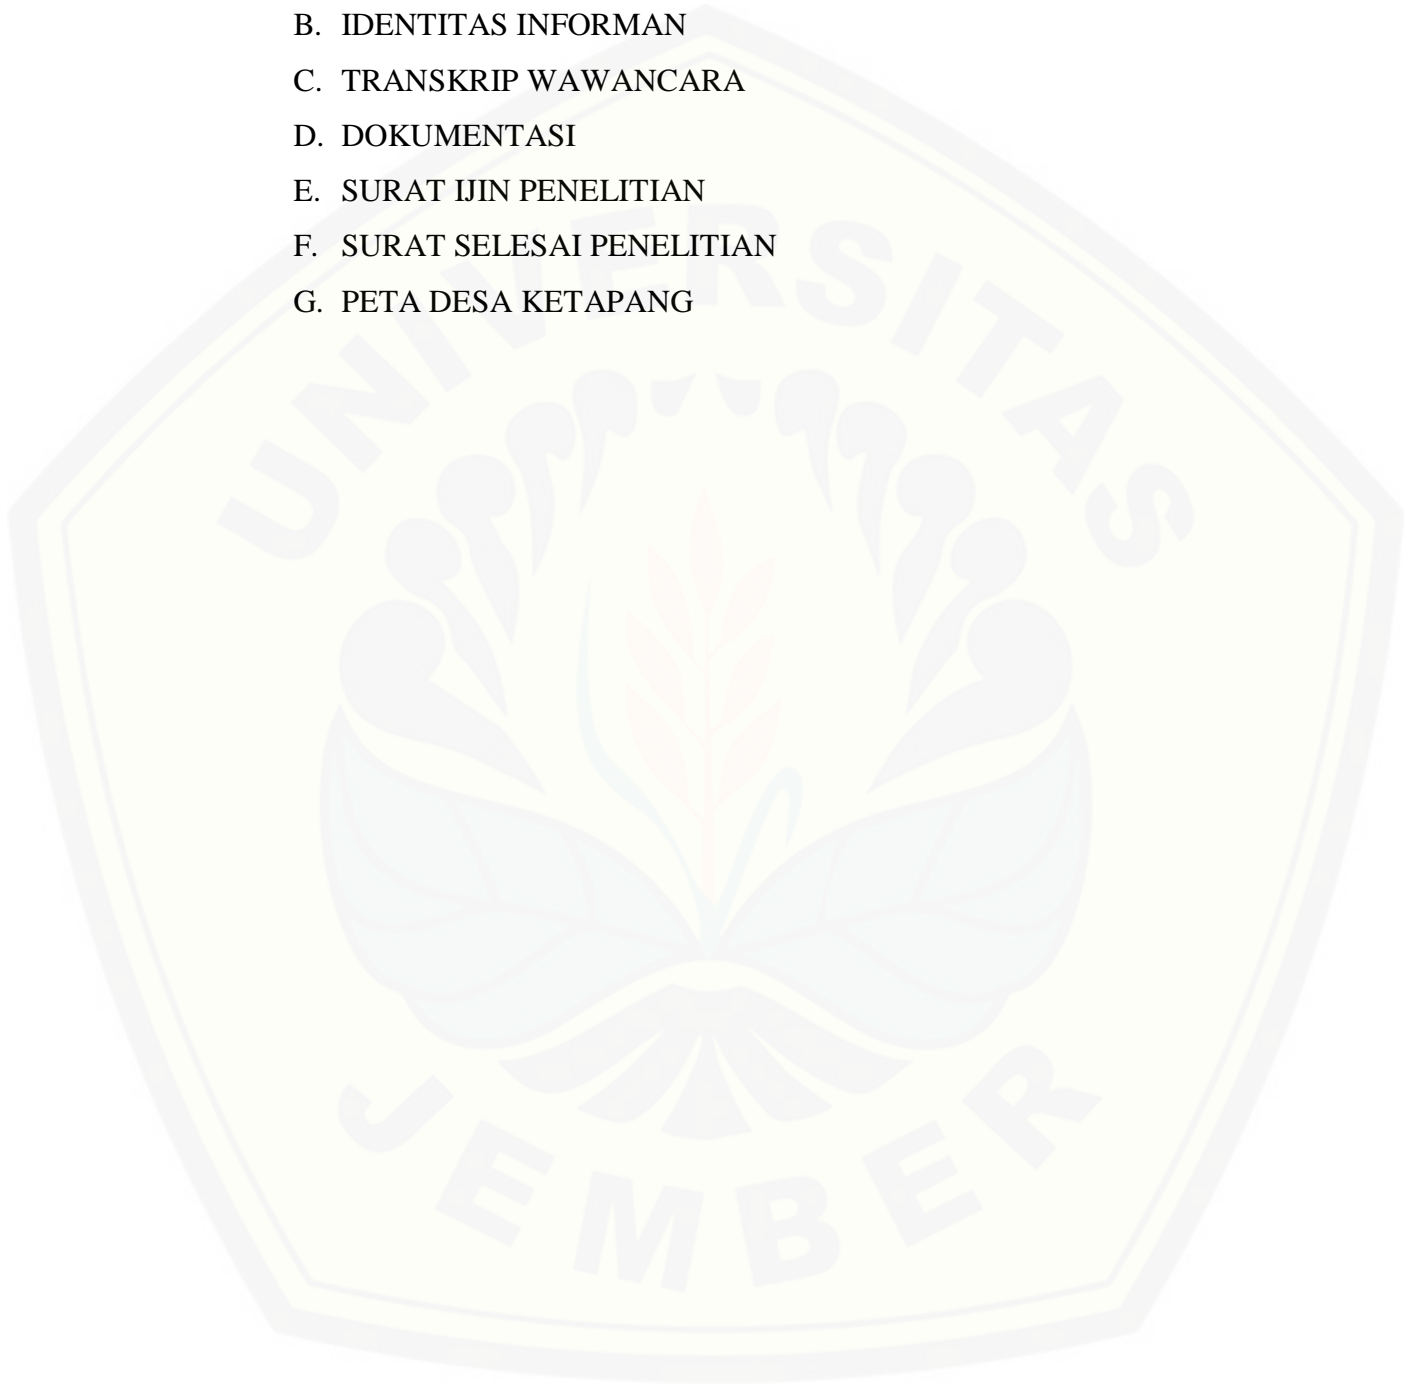 B. IDENTITAS INFORMAN
C. TRANSKRIP WAWANCARA
D. DOKUMENTASI
E. SURAT IJIN PENELITIAN
F. SURAT SELESAI PENELITIAN
G. PETA DESA KETAPANG
UNIVERSITAS
JEMBER